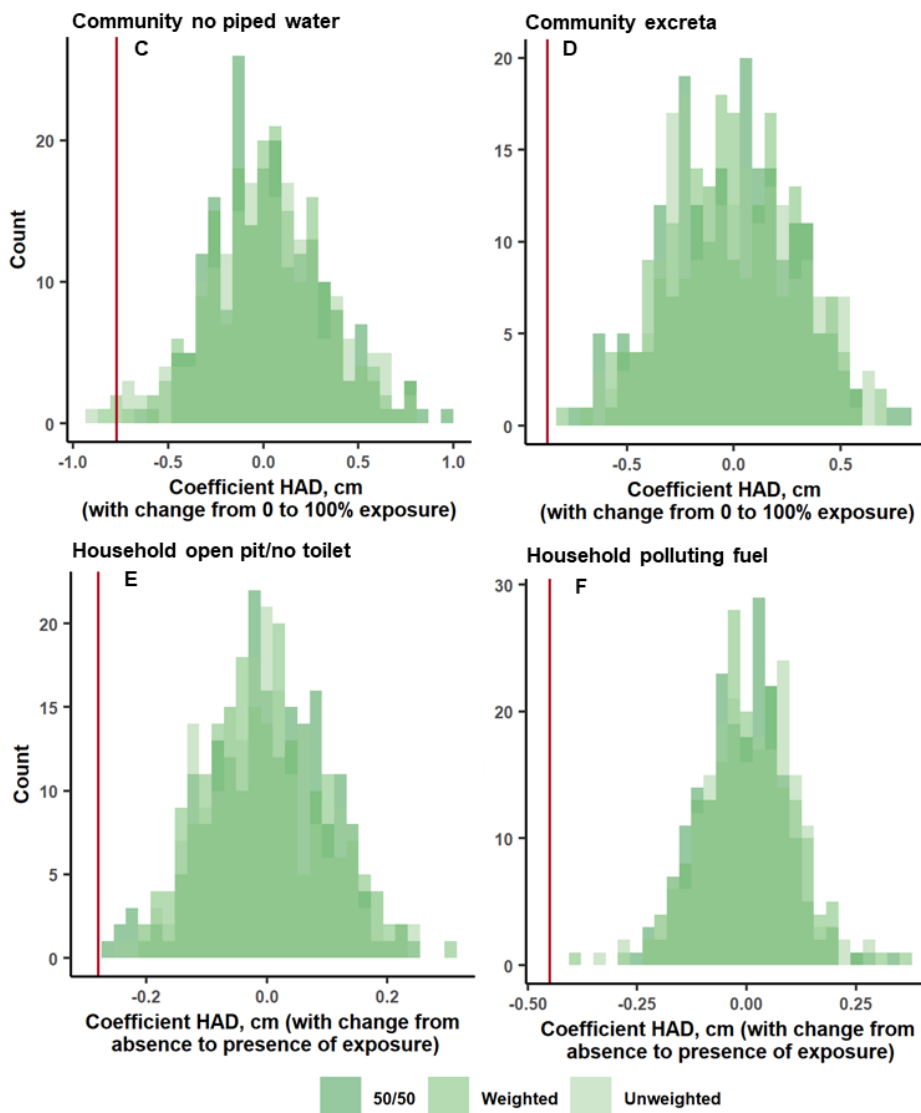 Community no piped water
C
Count
20
10
0
-1.0 -0.5 0.0 0.5 1.0
Coefficient HAD, cm
(with change from 0 to 100% exposure)
Community excreta
D
20
15
10
5
0
-0.5 0.0 0.5
Coefficient HAD, cm
(with change from 0 to 100% exposure)
Household open pit/no toilet
E
Count
20
15
10
5
0
-0.2 0.0 0.2
Coefficient HAD, cm (with change from
absence to presence of exposure)
Household polluting fuel
F
30
20
10
0
-0.50 -0.25 0.00 0.25
Coefficient HAD, cm (with change from
absence to presence of exposure)
50/50 Weighted Unweighted